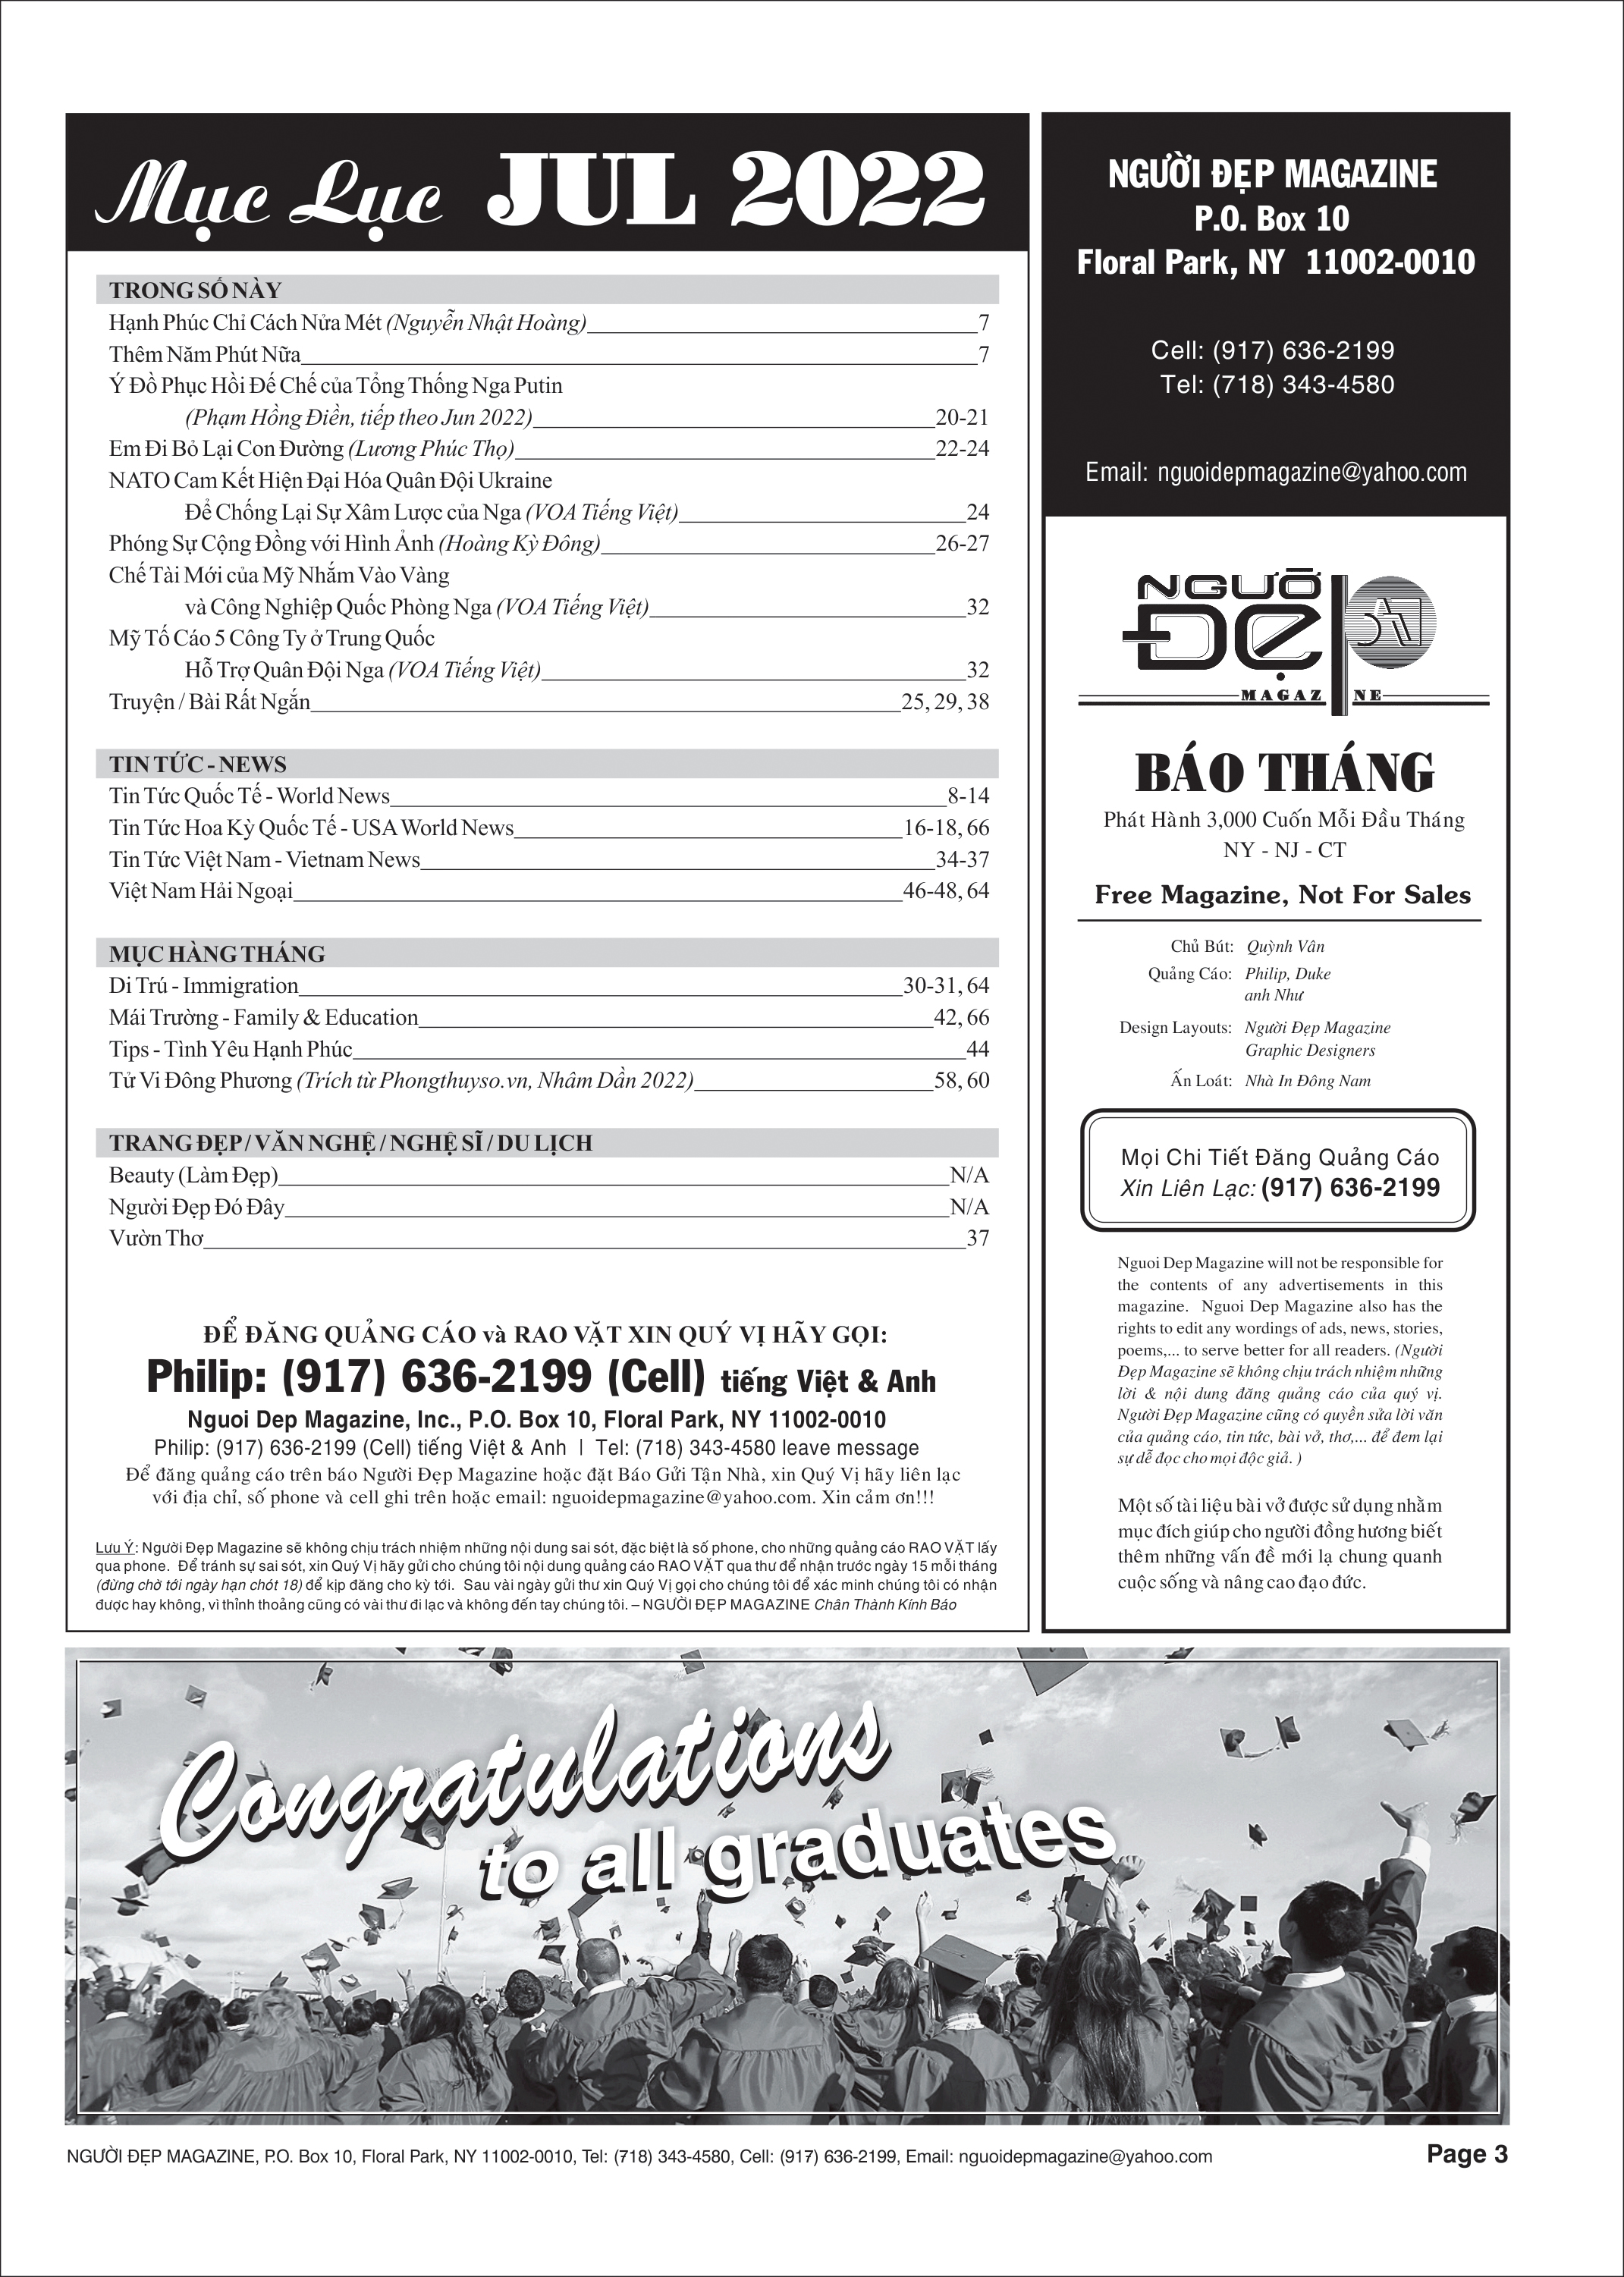 Mục Lục JUL 2022
TRONG SỐ NÀY
Hạnh Phúc Chỉ Cách Nửa Mét (Nguyễn Nhật Hoàng) 7
Thêm Năm Phút Nữa 7
Ý Đồ Phục Hồi Đế Chế của Tổng Thống Nga Putin
(Phạm Hồng Điền, tiếp theo Jun 2022) 20-21
Em Đi Bỏ Lại Con Đường (Lương Phúc Thọ) 22-24
NATO Cam Kết Hiện Đại Hóa Quân Đội Ukraine
Để Chống Lại Sự Xâm Lược của Nga (VOA Tiếng Việt) 24
Phóng Sự Cộng Đồng với Hình Ảnh (Hoàng Kỳ Đông) 26-27
Chế Tài Mới của Mỹ Nhắm Vào Vàng
và Công Nghiệp Quốc Phòng Nga (VOA Tiếng Việt) 32
Mỹ Tố Cáo 5 Công Ty ở Trung Quốc
Hỗ Trợ Quân Đội Nga (VOA Tiếng Việt) 32
Truyện / Bài Rất Ngắn 25, 29, 38
TIN TỨC - NEWS
Tin Tức Quốc Tế - World News 8-14
Tin Tức Hoa Kỳ Quốc Tế - USA World News 16-18, 66
Tin Tức Việt Nam - Vietnam News 34-37
Việt Nam Hải Ngoại 46-48, 64
MỤC HÀNG THÁNG
Di Trú - Immigration 30-31, 64
Mái Trường - Family & Education 42, 66
Tips - Tình Yêu Hạnh Phúc 44
Tử Vi Đông Phương (Trích từ Phongthuyso.vn, Nhâm Dần 2022) 58, 60
TRANG ĐẸP / VĂN NGHỆ / NGHỆ SĨ / DU LỊCH
Beauty (Làm Đẹp) N/A
Người Đẹp Đó Đây N/A
Vườn Thơ 37
ĐỂ ĐĂNG QUẢNG CÁO và RAO VẶT XIN QUÝ VỊ HÃY GỌI:
Philip: (917) 636-2199 (Cell) tiếng Việt & Anh
Nguoi Dep Magazine, Inc., P.O. Box 10, Floral Park, NY 11002-0010
Philip: (917) 636-2199 (Cell) tiếng Việt & Anh | Tel: (718) 343-4580 leave message
Để đăng quảng cáo trên báo Người Đẹp Magazine hoặc đặt Báo Gửi Tận Nhà, xin Quý Vị hãy liên lạc
với địa chỉ, số phone và cell ghi trên hoặc email: nguoidepmagazine@yahoo.com. Xin cảm ơn!!!
Lưu Ý: Người Đẹp Magazine sẽ không chịu trách nhiệm những nội dung sai sót, đặc biệt là số phone, cho những quảng cáo RAO VẶT lấy
qua phone. Để tránh sự sai sót, xin Quý Vị hãy gửi cho chúng tôi nội dung quảng cáo RAO VẶT qua thư để nhận trước ngày 15 mỗi tháng
(đừng chờ tới ngày hạn chót 18) để kịp đăng cho kỳ tới. Sau vài ngày gửi thư xin Quý Vị gọi cho chúng tôi để xác minh chúng tôi có nhận
được hay không, vì thỉnh thoảng cũng có vài thư đi lạc và không đến tay chúng tôi. – NGƯỜI ĐẸP MAGAZINE Chân Thành Kính Báo
NGƯỜI ĐẸP MAGAZINE
P.O. Box 10
Floral Park, NY 11002-0010
Cell: (917) 636-2199
Tel: (718) 343-4580
Email: nguoidepmagazine@yahoo.com
NGƯỜI
ĐẸP
MAGAZINE
BÁO THÁNG
Phát Hành 3,000 Cuốn Mỗi Đầu Tháng
NY - NJ - CT
Free Magazine, Not For Sales
Chủ Bút: Quỳnh Vân
Quảng Cáo: Philip, Duke
anh Như
Design Layouts: Người Đẹp Magazine
Graphic Designers
Ấn Loát: Nhà In Đông Nam
Mọi Chi Tiết Đăng Quảng Cáo
Xin Liên Lạc: (917) 636-2199
Nguoi Dep Magazine will not be responsible for
the contents of any advertisements in this
magazine. Nguoi Dep Magazine also has the
rights to edit any wordings of ads, news, stories,
poems,... to serve better for all readers. (Người
Đẹp Magazine sẽ không chịu trách nhiệm những
lời & nội dung đăng quảng cáo của quý vị.
Người Đẹp Magazine cũng có quyền sửa lời văn
của quảng cáo, tin tức, bài vở, thơ,... để đem lại
sự dễ đọc cho mọi độc giả. )
Một số tài liệu bài vở được sử dụng nhằm
mục đích giúp cho người đồng hương biết
thêm những vấn đề mới lạ chung quanh
cuộc sống và nâng cao đạo đức.
Congratulations
to all graduates
NGƯỜI ĐẸP MAGAZINE, P.O. Box 10, Floral Park, NY 11002-0010, Tel: (718) 343-4580, Cell: (917) 636-2199, Email: nguoidepmagazine@yahoo.com
Page 3